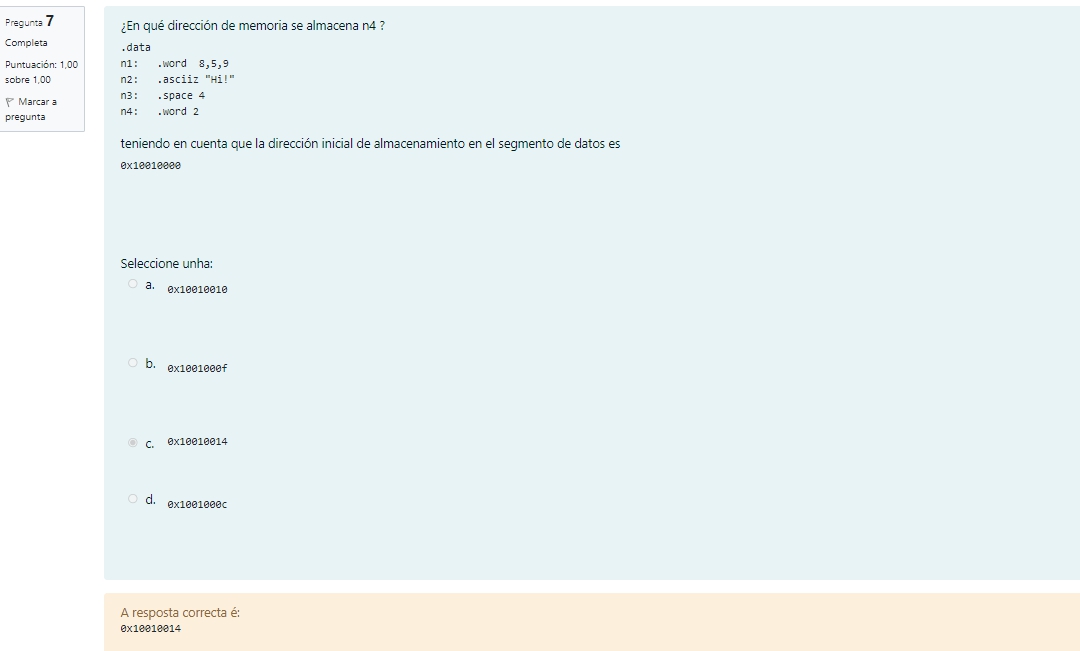 Pregunta 7
Completa
Puntuación: 1,00
sobre 1,00
Marcar a
pregunta
¿En qué dirección de memoria se almacena n4 ?
.data
n1: .word 8,5,9
n2: .asciiz "Hi!"
n3: .space 4
n4: .word 2
teniendo en cuenta que la dirección inicial de almacenamiento en el segmento de datos es
0x10010000
Seleccione unha:
a. 0x10010010
b. 0x1001000f
c. 0x10010014
d. 0x1001000c
A resposta correcta é:
0x10010014